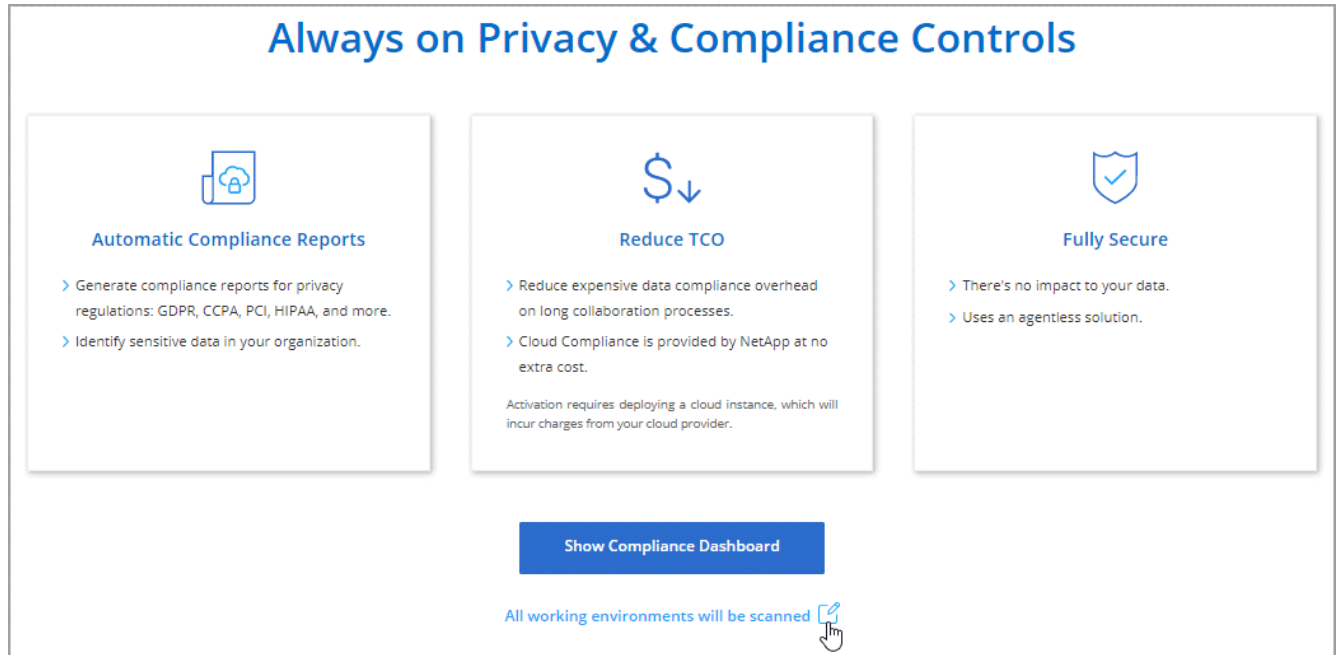 Always on Privacy & Compliance Controls
Automatic Compliance Reports
Generate compliance reports for privacy
regulations: GDPR, CCPA, PCI, HIPAA, and more.
Identify sensitive data in your organization.
Reduce TCO
Reduce expensive data compliance overhead
on long collaboration processes.
Cloud Compliance is provided by NetApp at no
extra cost.
Activation requires deploying a cloud instance, which will
incur charges from your cloud provider.
Fully Secure
There's no impact to your data.
Uses an agentless solution.
Show Compliance Dashboard
All working environments will be scanned